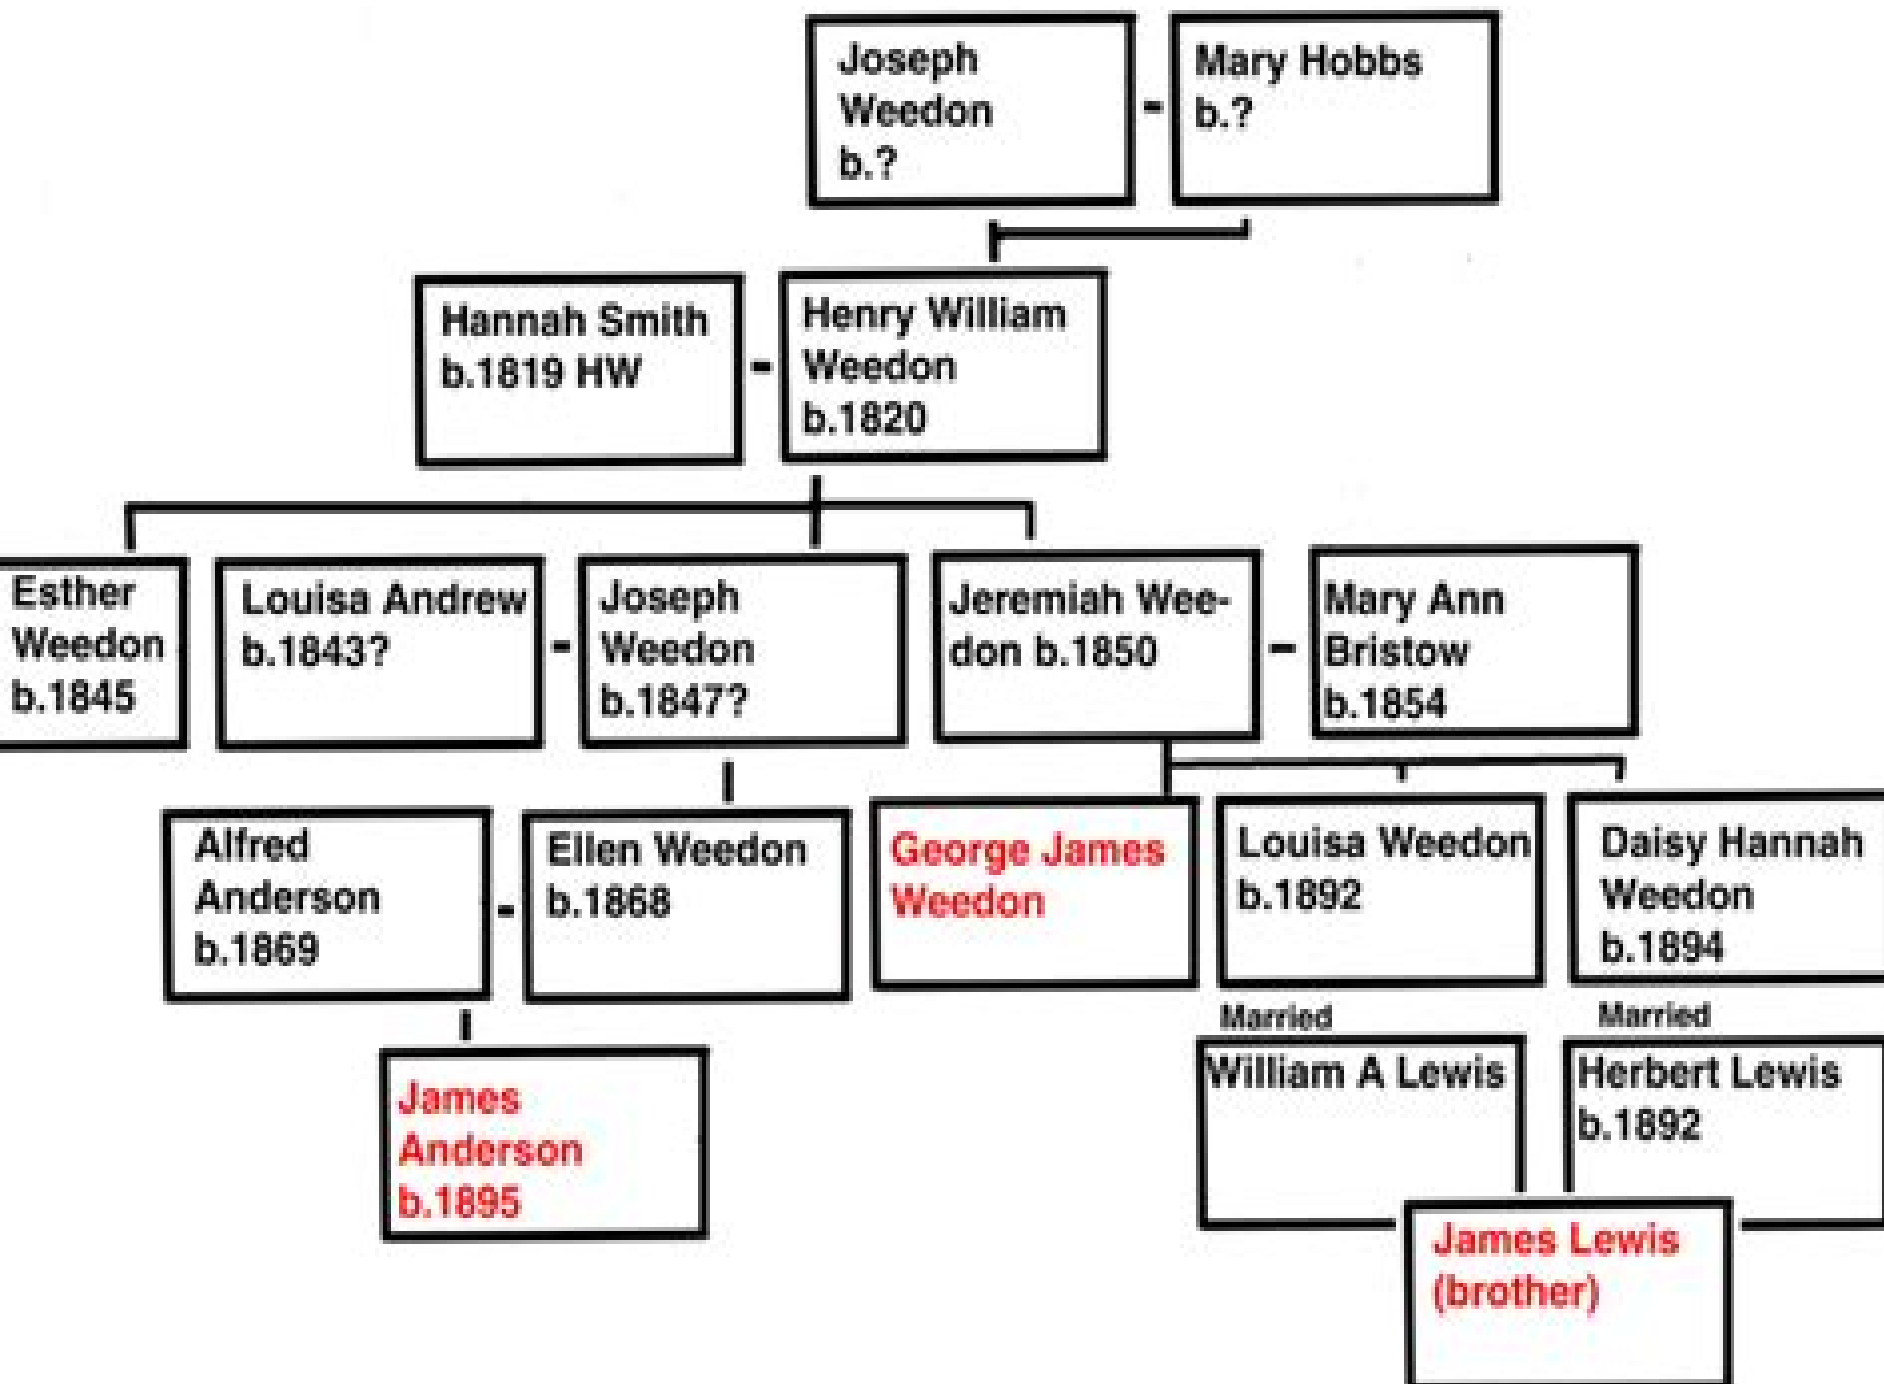 Joseph
Weedon
b.?
Mary Hobbs
b.?
Hannah Smith
b.1819 HW
Henry William
Weedon
b.1820
Esther
Weedon
b.1845
Louisa Andrew
b.1843?
Joseph
Weedon
b.1847?
Jeremiah Wee-
don b.1850
Mary Ann
Bristow
b.1854
Alfred
Anderson
b.1869
Ellen Weedon
b.1868
George James
Weedon
Louisa Weedon
b.1892
Daisy Hannah
Weedon
b.1894
Married
Married
William A Lewis
Herbert Lewis
b.1892
James
Anderson
b.1895
James Lewis
(brother)